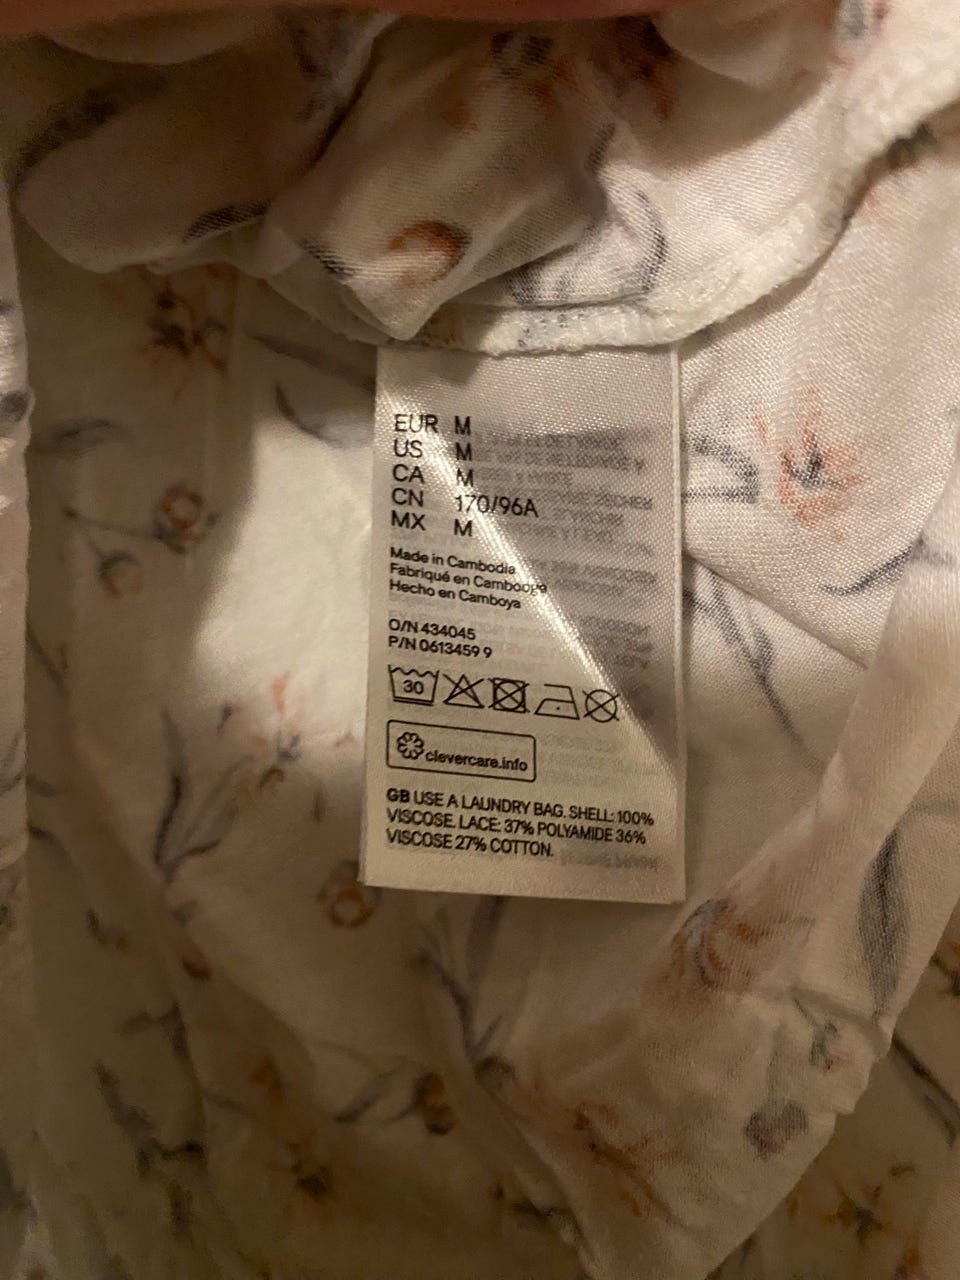 EUR M
US M
CA M
CN 170/96A
MX M
Made in Cambodia
Fabriqué en Cambodge
Hecho en Camboya
O/N 434045
P/N 0613459 9
30
clevercare.info
GB USE A LAUNDRY BAG. SHELL: 100%
VISCOSE. LACE: 37% POLYAMIDE 36%
VISCOSE 27% COTTON.